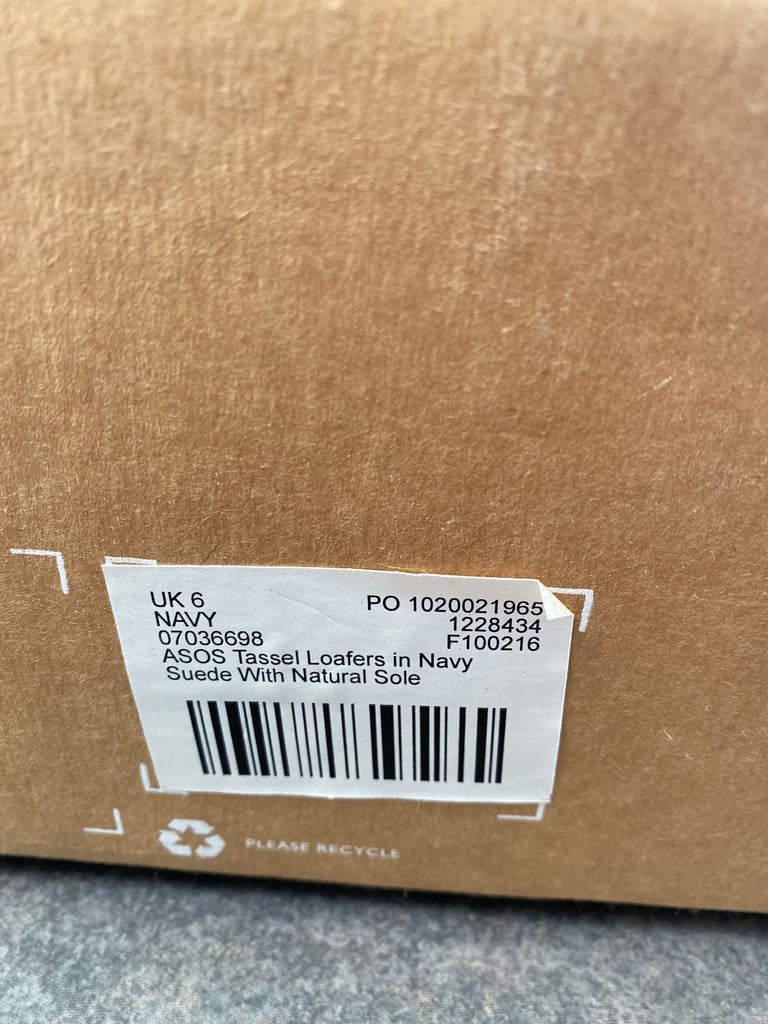 UK 6
PO 1020021965
NAVY
1228434
07036698
F100216
ASOS Tassel Loafers in Navy
Suede With Natural Sole
PLEASE RECYCLE